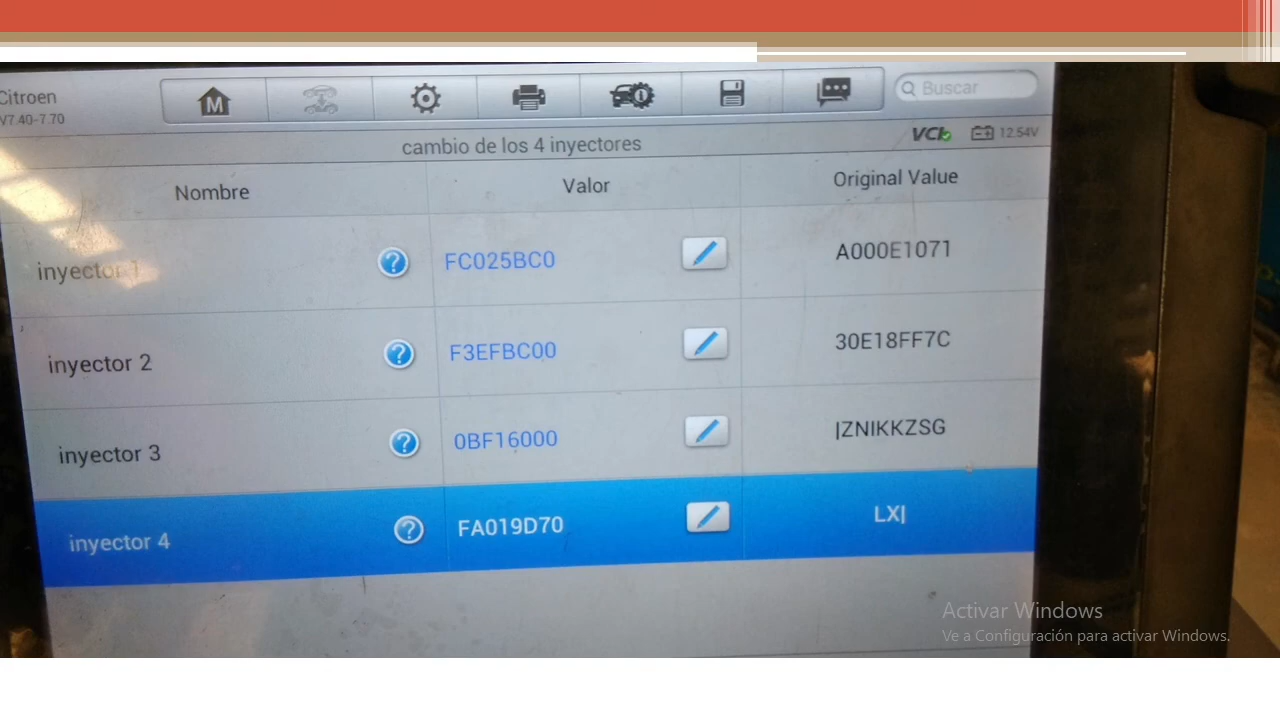 Citroen
V7.40-7.70
M
Buscar
cambio de los 4 inyectores
VCI
12.54V
Nombre
Valor
Original Value
inyector 1
?
FC025BC0
A000E1071
inyector 2
?
F3EFBC00
30E18FF7C
inyector 3
?
0BF16000
|ZNIKKZSG
inyector 4
?
FA019D70
LX|
Activar Windows
Ve a Configuración para activar Windows.